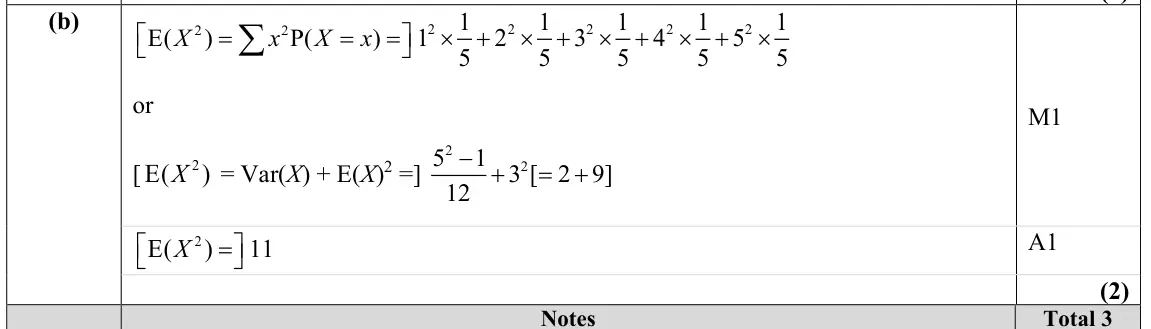 (b)
[E(X²) = ∑x²P(X = x) =] 1² × 1/5 + 2² × 1/5 + 3² × 1/5 + 4² × 1/5 + 5² × 1/5
or
M1
[ E(X²) = Var(X) + E(X)² =] (5² − 1)/12 + 3² [= 2 + 9]
[E(X²) =] 11
A1
(2)
Notes
Total 3